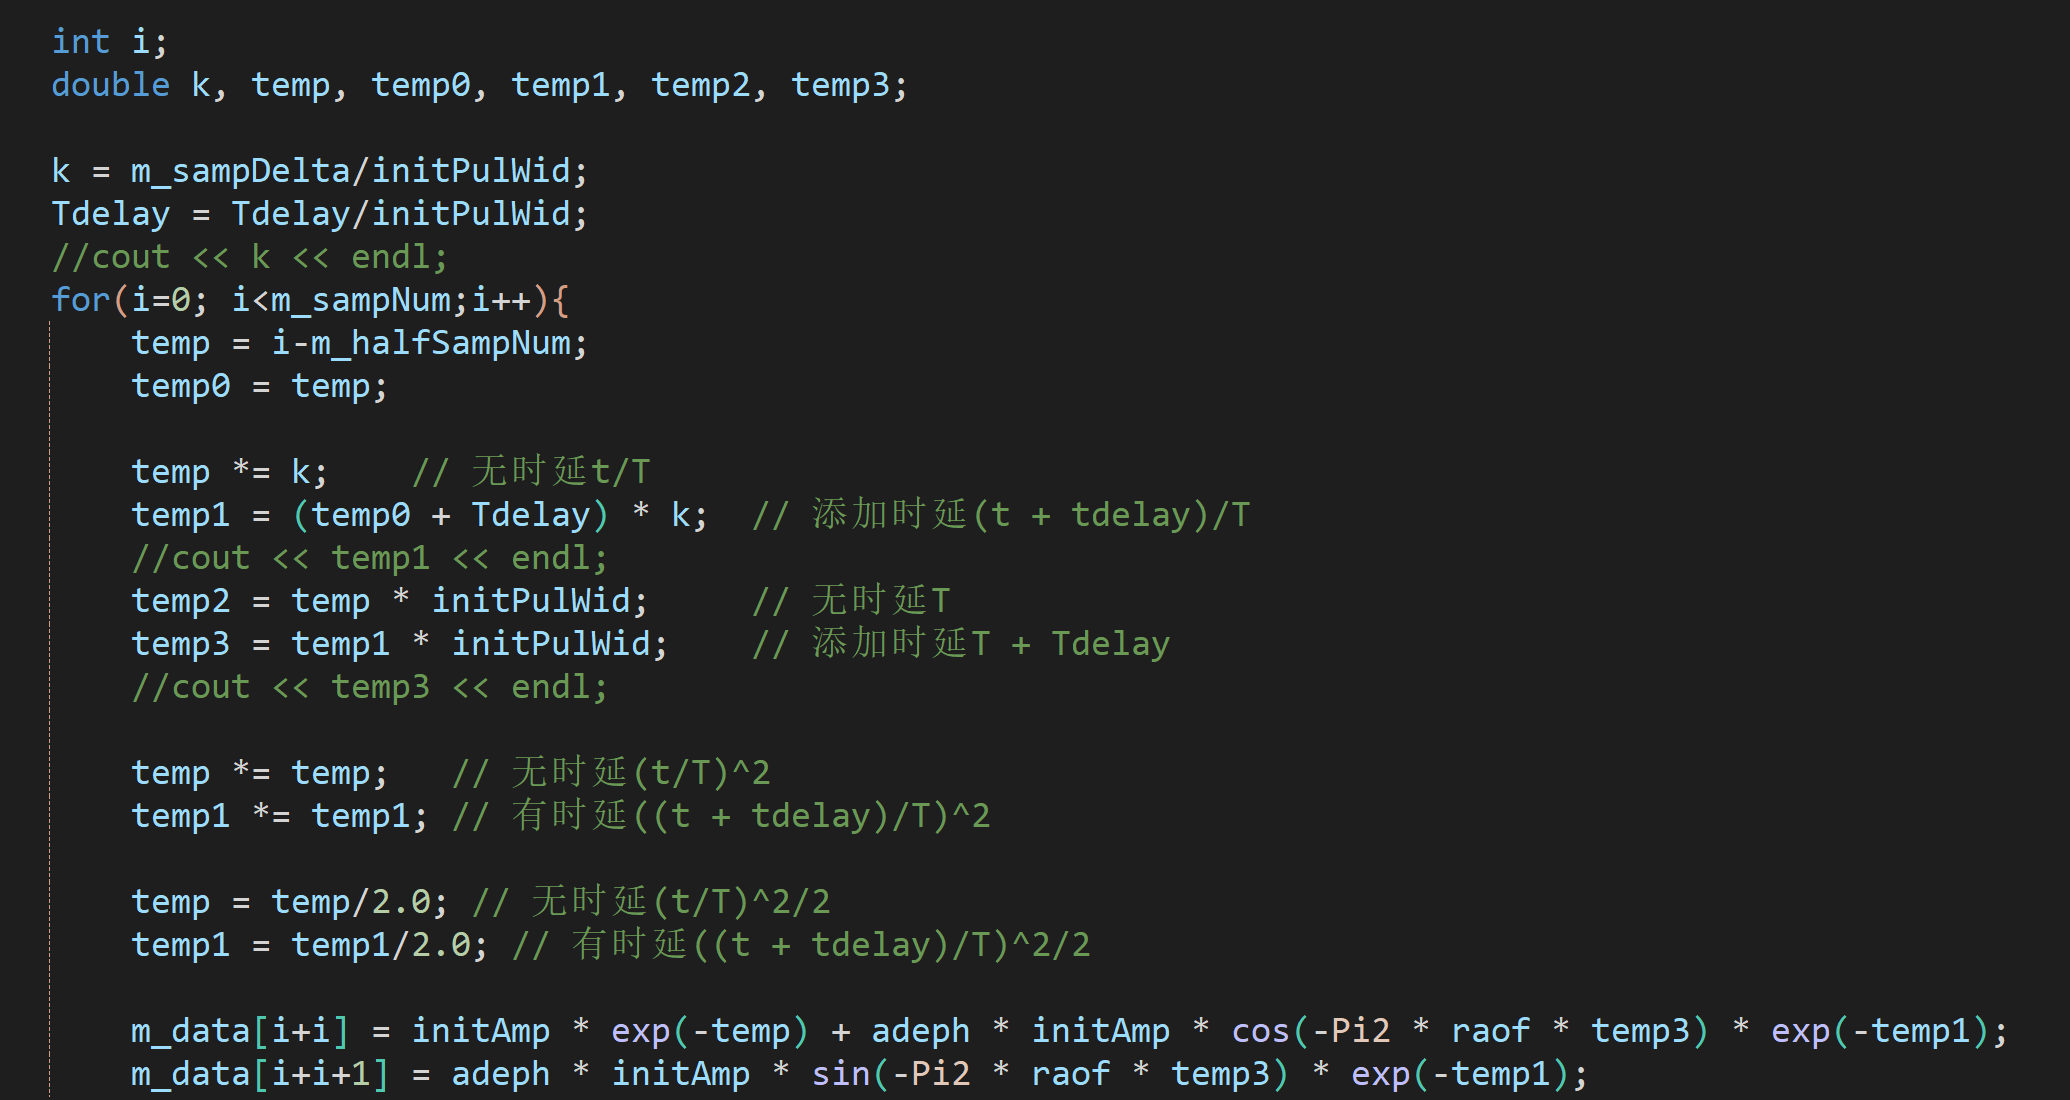 int i;
double k, temp, temp0, temp1, temp2, temp3;
k = m_sampDelta/initPulWid;
Tdelay = Tdelay/initPulWid;
//cout << k << endl;
for(i=0; i<m_sampNum;i++){
temp = i-m_halfSampNum;
temp0 = temp;
temp *= k;    // 无时延t/T
temp1 = (temp0 + Tdelay) * k;  // 添加时延(t + tdelay)/T
//cout << temp1 << endl;
temp2 = temp * initPulWid;     // 无时延T
temp3 = temp1 * initPulWid;    // 添加时延T + Tdelay
//cout << temp3 << endl;
temp *= temp;   // 无时延(t/T)^2
temp1 *= temp1; // 有时延((t + tdelay)/T)^2
temp = temp/2.0; // 无时延(t/T)^2/2
temp1 = temp1/2.0; // 有时延((t + tdelay)/T)^2/2
m_data[i+i] = initAmp * exp(-temp) + adeph * initAmp * cos(-Pi2 * raof * temp3) * exp(-temp1);
m_data[i+i+1] = adeph * initAmp * sin(-Pi2 * raof * temp3) * exp(-temp1);